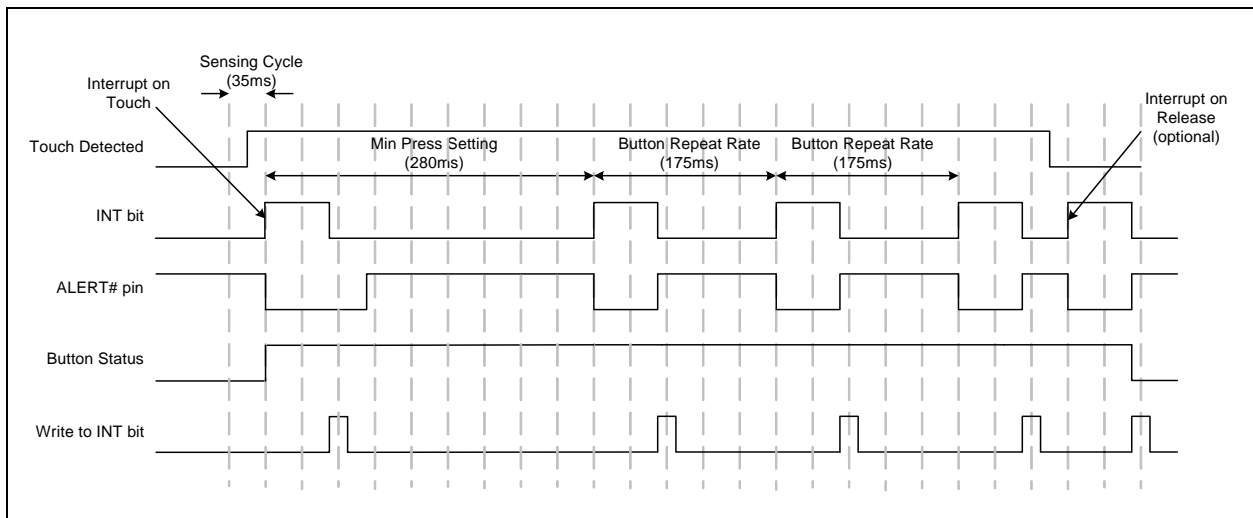 Sensing Cycle
(35ms)
Interrupt on
Touch
Interrupt on
Release
(optional)
Touch Detected
Min Press Setting
(280ms)
Button Repeat Rate
(175ms)
Button Repeat Rate
(175ms)
INT bit
ALERT# pin
Button Status
Write to INT bit